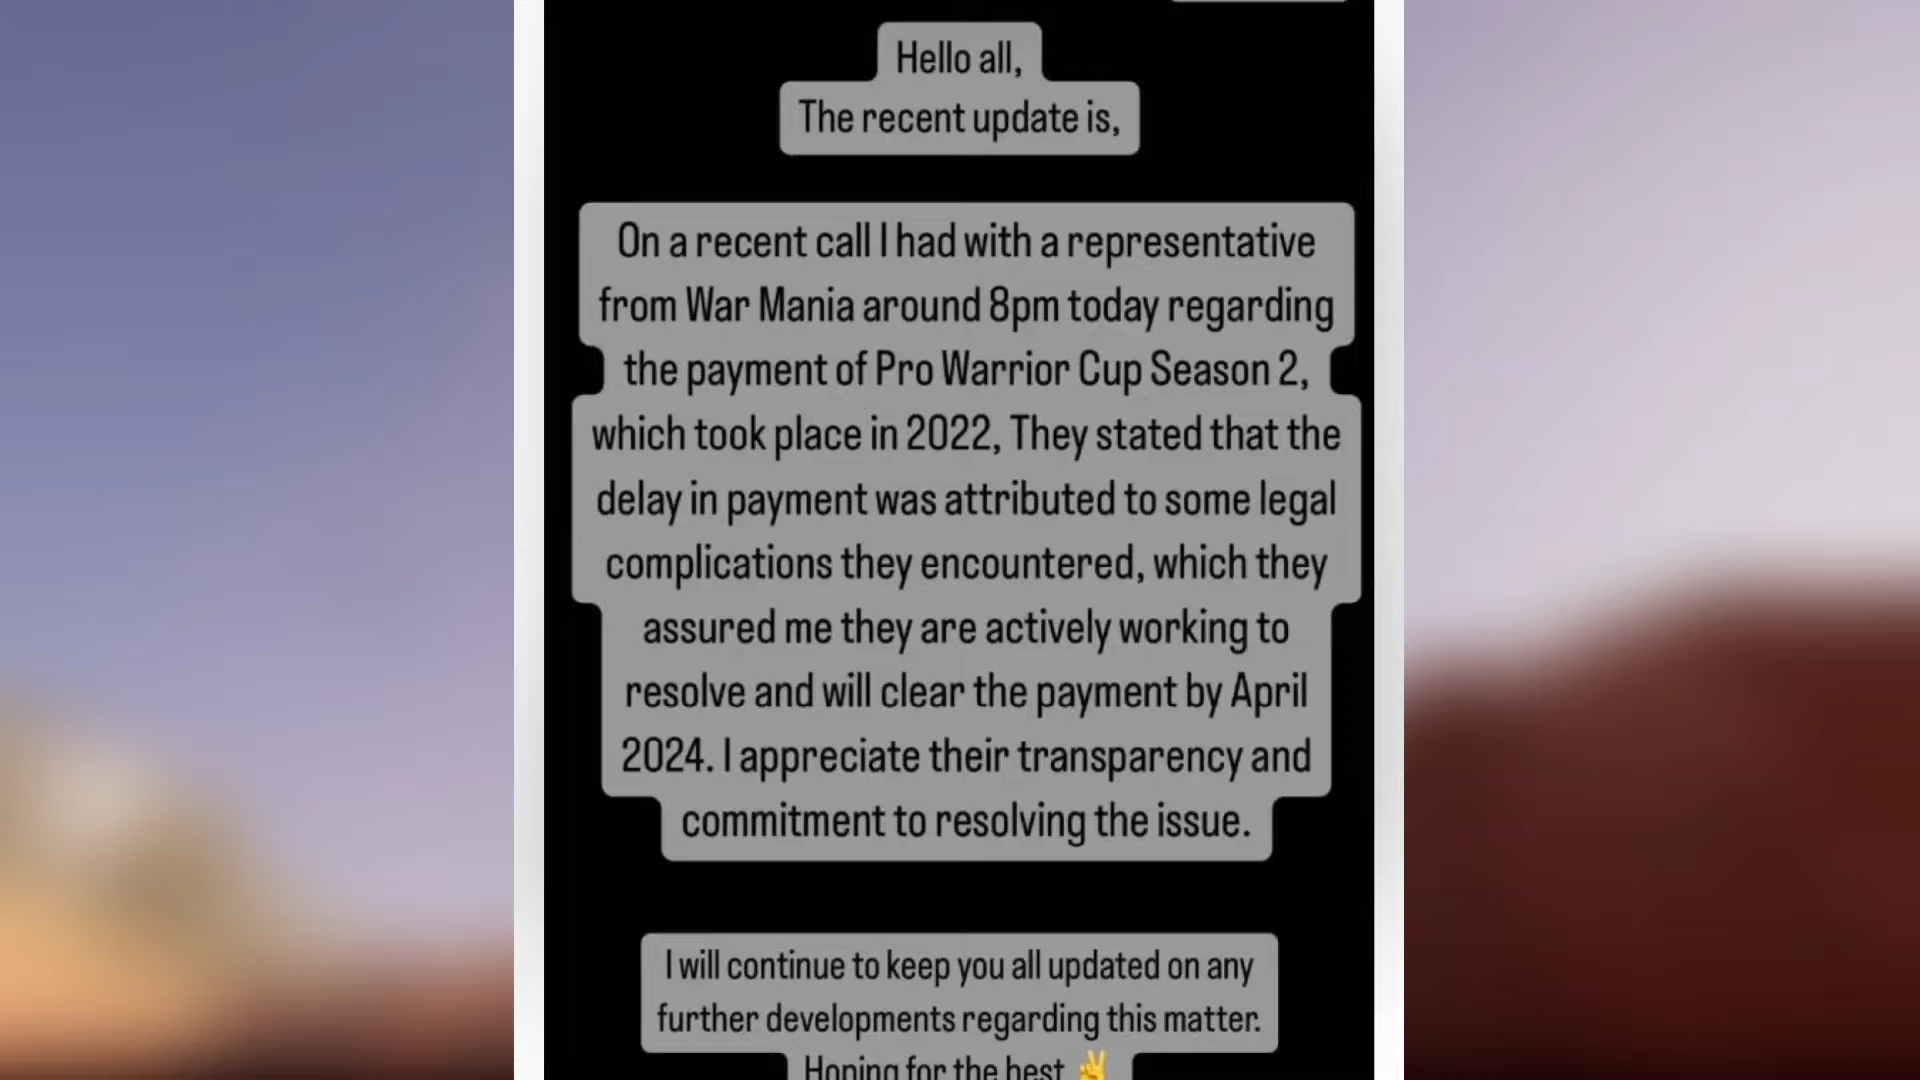 Hello all,
The recent update is,
On a recent call I had with a representative
from War Mania around 8pm today regarding
the payment of Pro Warrior Cup Season 2,
which took place in 2022, They stated that the
delay in payment was attributed to some legal
complications they encountered, which they
assured me they are actively working to
resolve and will clear the payment by April
2024. I appreciate their transparency and
commitment to resolving the issue.
I will continue to keep you all updated on any
further developments regarding this matter.
Hoping for the best ✌️